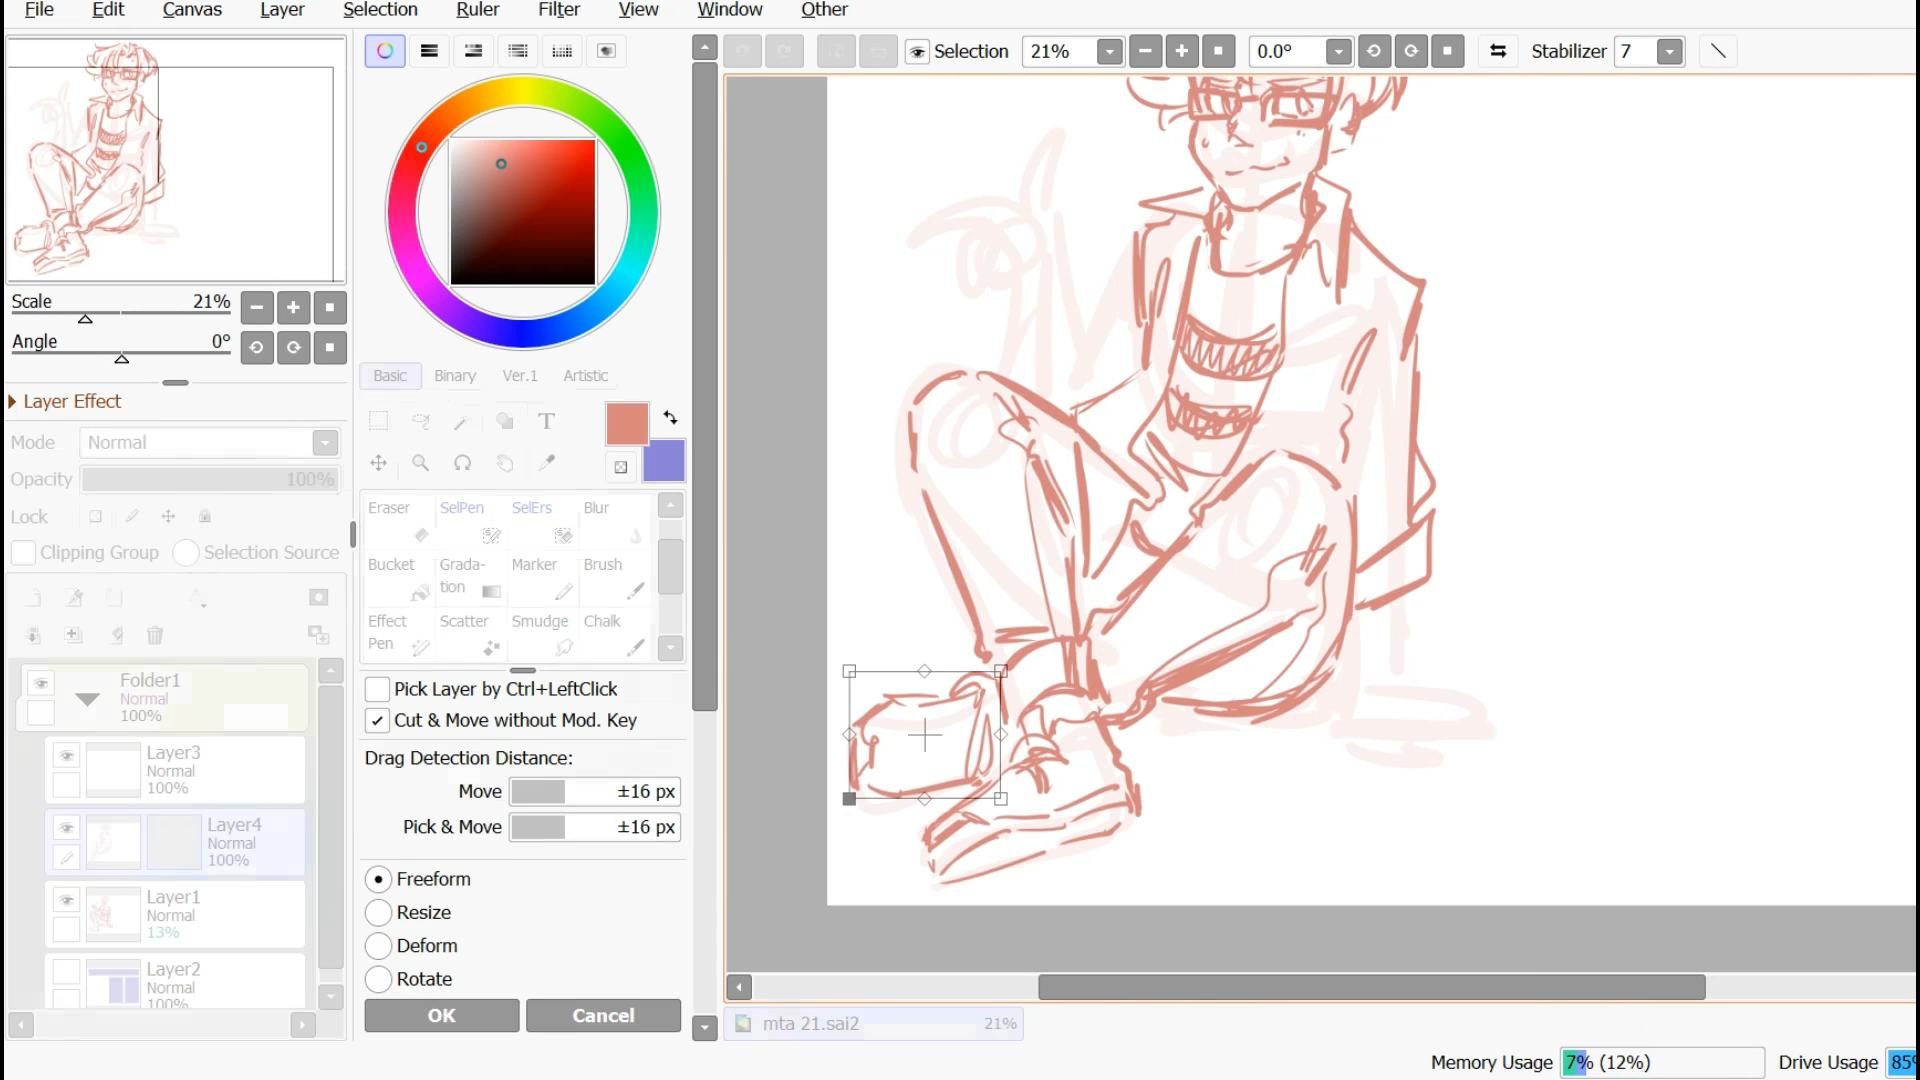 File Edit Canvas Layer Selection Ruler Filter View Window Other
Selection 21% 0.0° Stabilizer 7
Scale 21%
Angle 0°
Layer Effect
Mode Normal
Opacity 100%
Lock
Clipping Group Selection Source
Folder1
Normal
100%
Layer3
Normal
100%
Layer4
Normal
100%
Layer1
Normal
13%
Layer2
Normal
100%
Basic Binary Ver.1 Artistic
T
Eraser SelPen SelErs Blur
Bucket Grada-
tion Marker Brush
Effect
Pen Scatter Smudge Chalk
Pick Layer by Ctrl+LeftClick
Cut & Move without Mod. Key
Drag Detection Distance:
Move ±16 px
Pick & Move ±16 px
Freeform
Resize
Deform
Rotate
OK Cancel
mta 21.sai2 21%
Memory Usage 7% (12%) Drive Usage 85%